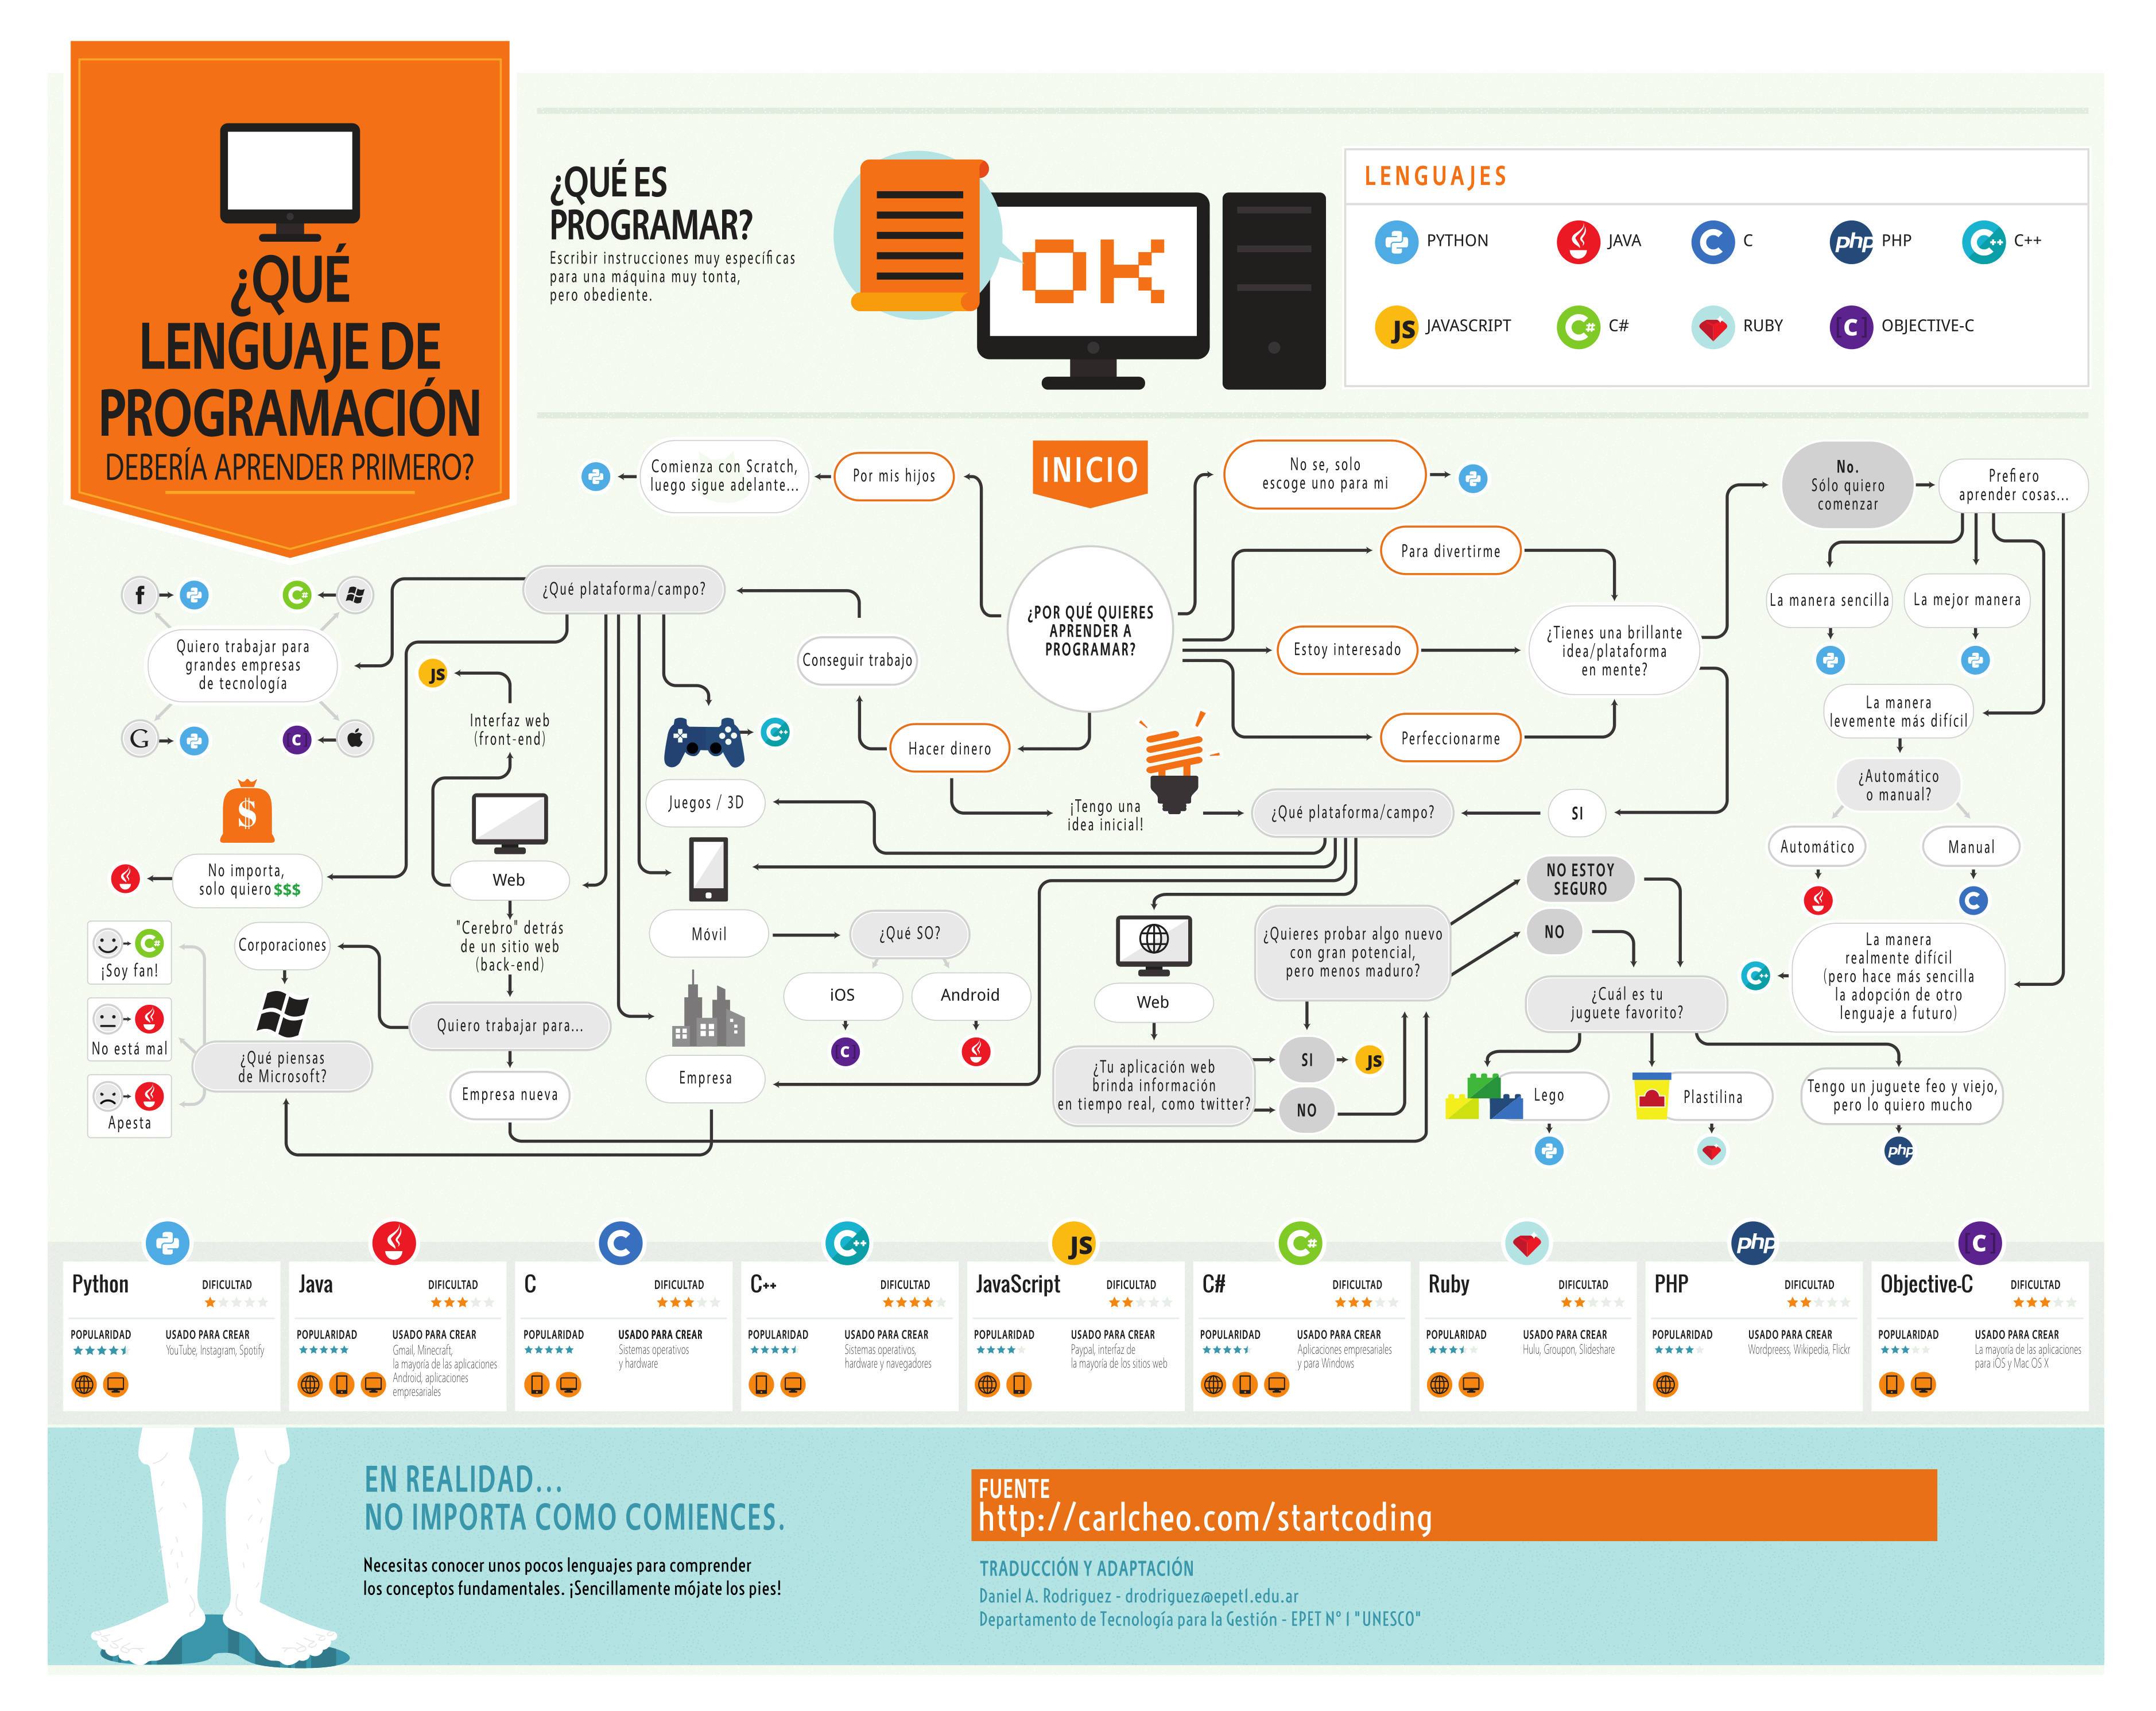 ¿QUÉ
LENGUAJE DE
PROGRAMACIÓN
DEBERÍA APRENDER PRIMERO?
¿QUÉ ES
PROGRAMAR?
Escribir instrucciones muy específicas
para una máquina muy tonta,
pero obediente.
OK
LENGUAJES
PYTHON
JAVA
C
PHP
C++
JAVASCRIPT
C#
RUBY
OBJECTIVE-C
INICIO
¿POR QUÉ QUIERES
APRENDER A
PROGRAMAR?
Por mis hijos
Comienza con Scratch,
luego sigue adelante...
No se, solo
escoge uno para mi
Para divertirme
Estoy interesado
Perfeccionarme
¿Tienes una brillante
idea/plataforma
en mente?
No.
Sólo quiero
comenzar
Prefiero
aprender cosas...
La manera sencilla
La mejor manera
La manera
levemente más difícil
¿Automático
o manual?
Automático
Manual
La manera
realmente difícil
(pero hace más sencilla
la adopción de otro
lenguaje a futuro)
SI
¿Qué plataforma/campo?
¡Tengo una
idea inicial!
Hacer dinero
Conseguir trabajo
¿Qué plataforma/campo?
Quiero trabajar para
grandes empresas
de tecnología
f
G
$
No importa,
solo quiero $$$
JS
Interfaz web
(front-end)
Web
"Cerebro" detrás
de un sitio web
(back-end)
Quiero trabajar para...
Empresa nueva
Corporaciones
¿Qué piensas
de Microsoft?
¡Soy fan!
No está mal
Apesta
Juegos / 3D
Móvil
¿Qué SO?
iOS
Android
Empresa
Web
¿Tu aplicación web
brinda información
en tiempo real, como twitter?
SI
JS
NO
¿Quieres probar algo nuevo
con gran potencial,
pero menos maduro?
NO ESTOY
SEGURO
NO
¿Cuál es tu
juguete favorito?
Lego
Plastilina
Tengo un juguete feo y viejo,
pero lo quiero mucho
php
Python
DIFICULTAD
POPULARIDAD
USADO PARA CREAR
YouTube, Instagram, Spotify
Java
DIFICULTAD
POPULARIDAD
USADO PARA CREAR
Gmail, Minecraft,
la mayoría de las aplicaciones
Android, aplicaciones
empresariales
C
DIFICULTAD
POPULARIDAD
USADO PARA CREAR
Sistemas operativos
y hardware
C++
DIFICULTAD
POPULARIDAD
USADO PARA CREAR
Sistemas operativos,
hardware y navegadores
JavaScript
DIFICULTAD
POPULARIDAD
USADO PARA CREAR
Paypal, interfaz de
la mayoría de los sitios web
C#
DIFICULTAD
POPULARIDAD
USADO PARA CREAR
Aplicaciones empresariales
y para Windows
Ruby
DIFICULTAD
POPULARIDAD
USADO PARA CREAR
Hulu, Groupon, Slideshare
PHP
DIFICULTAD
POPULARIDAD
USADO PARA CREAR
Wordpreess, Wikipedia, Flickr
Objective-C
DIFICULTAD
POPULARIDAD
USADO PARA CREAR
La mayoría de las aplicaciones
para iOS y Mac OS X
EN REALIDAD...
NO IMPORTA COMO COMIENCES.
Necesitas conocer unos pocos lenguajes para comprender
los conceptos fundamentales. ¡Sencillamente mójate los pies!
FUENTE
http://carlcheo.com/startcoding
TRADUCCIÓN Y ADAPTACIÓN
Daniel A. Rodriguez - drodriguez@epet1.edu.ar
Departamento de Tecnología para la Gestión - EPET N° 1 "UNESCO"